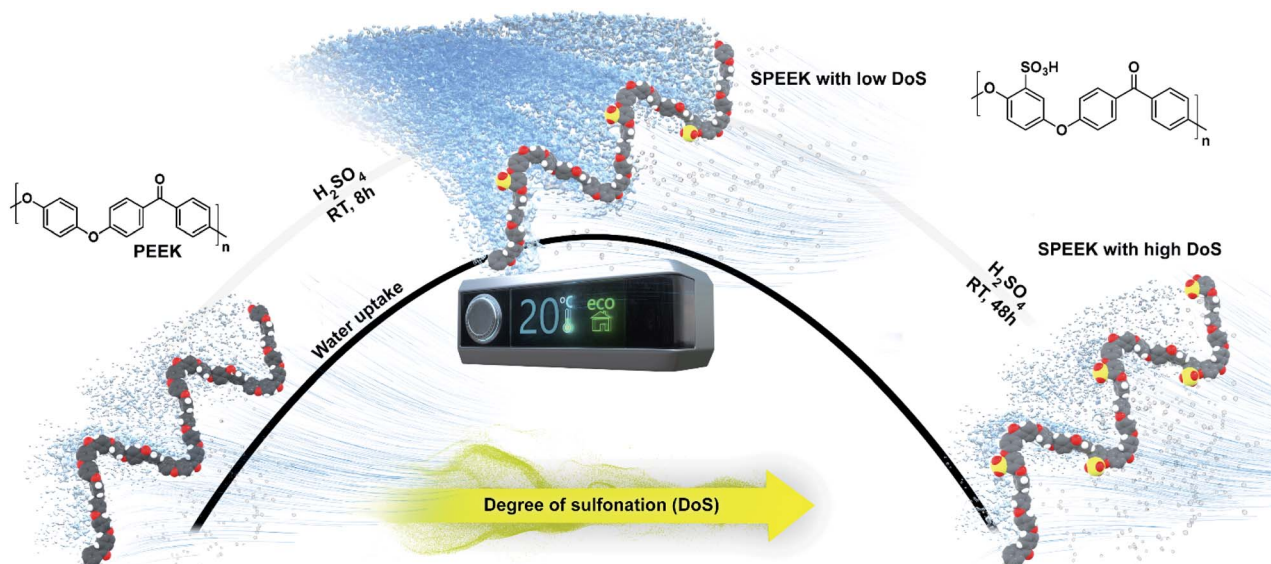 SPEEK with low DoS
SO₃H
O
O
O
n
H₂SO₄
RT, 8h
O
O
O
n
PEEK
SPEEK with high DoS
H₂SO₄
RT, 48h
Water uptake
20°C
eco
Degree of sulfonation (DoS)